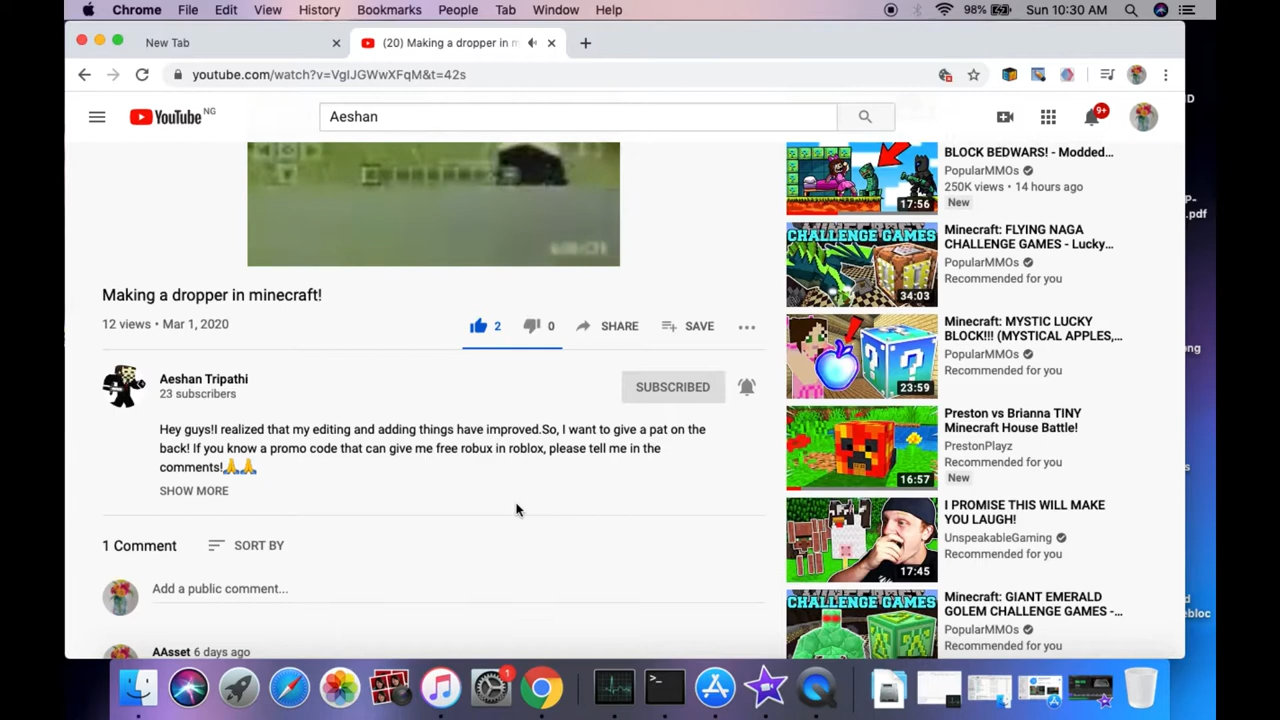 Chrome File Edit View History Bookmarks People Tab Window Help 98% Sun 10:30 AM
New Tab
(20) Making a dropper in m
youtube.com/watch?v=VgIJGWwXFqM&t=42s
YouTube NG
Aeshan
9+
Making a dropper in minecraft!
12 views • Mar 1, 2020
2 0 SHARE SAVE
Aeshan Tripathi
23 subscribers
SUBSCRIBED
Hey guys!I realized that my editing and adding things have improved.So, I want to give a pat on the
back! If you know a promo code that can give me free robux in roblox, please tell me in the
comments!🙏🙏
SHOW MORE
1 Comment SORT BY
Add a public comment...
AAsset 6 days ago
BLOCK BEDWARS! - Modded...
PopularMMOs
250K views • 14 hours ago
New
17:56
CHALLENGE GAMES
34:03
Minecraft: FLYING NAGA
CHALLENGE GAMES - Lucky...
PopularMMOs
Recommended for you
23:59
Minecraft: MYSTIC LUCKY
BLOCK!!! (MYSTICAL APPLES,...
PopularMMOs
Recommended for you
16:57
Preston vs Brianna TINY
Minecraft House Battle!
PrestonPlayz
Recommended for you
New
17:45
I PROMISE THIS WILL MAKE
YOU LAUGH!
UnspeakableGaming
Recommended for you
CHALLENGE GAMES
Minecraft: GIANT EMERALD
GOLEM CHALLENGE GAMES -...
PopularMMOs
Recommended for you
D
P-
.pdf
ng
s
d
ebloc
1